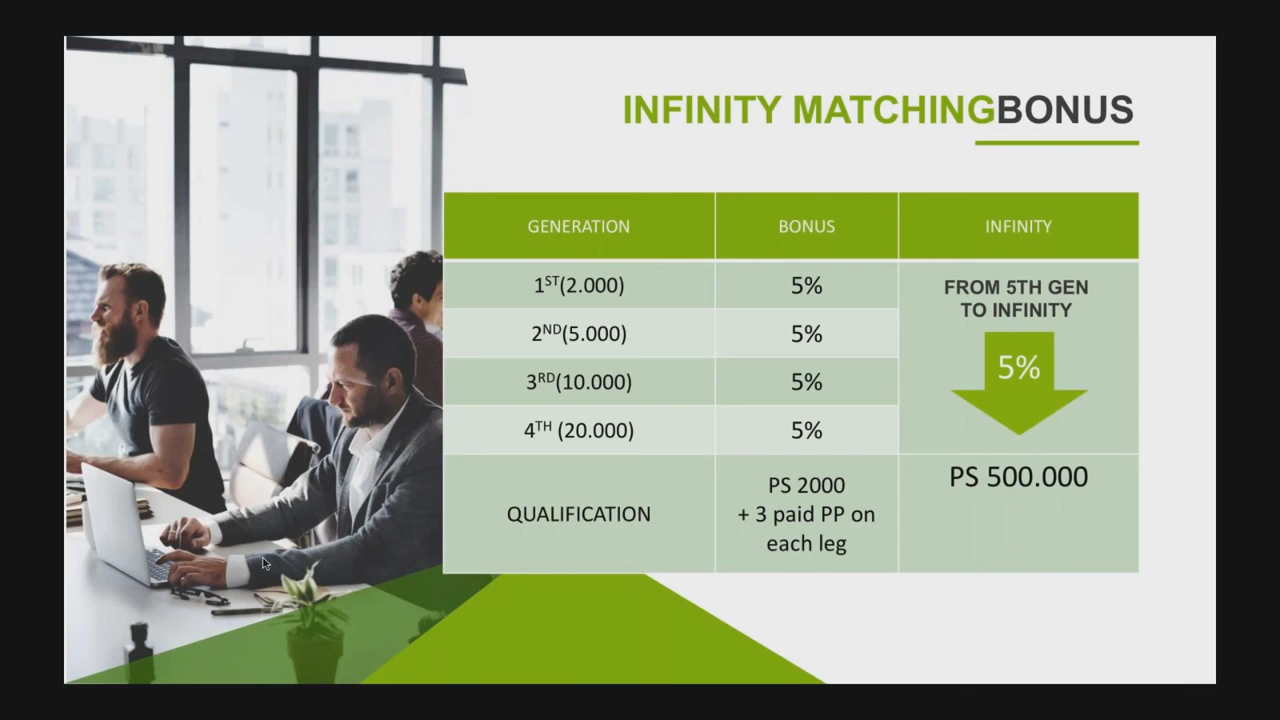 INFINITY MATCHINGBONUS
GENERATION BONUS INFINITY
1ST(2.000) 5%
2ND(5.000) 5%
3RD(10.000) 5%
4TH (20.000) 5%
FROM 5TH GEN
TO INFINITY
5%
QUALIFICATION
PS 2000
+ 3 paid PP on
each leg
PS 500.000